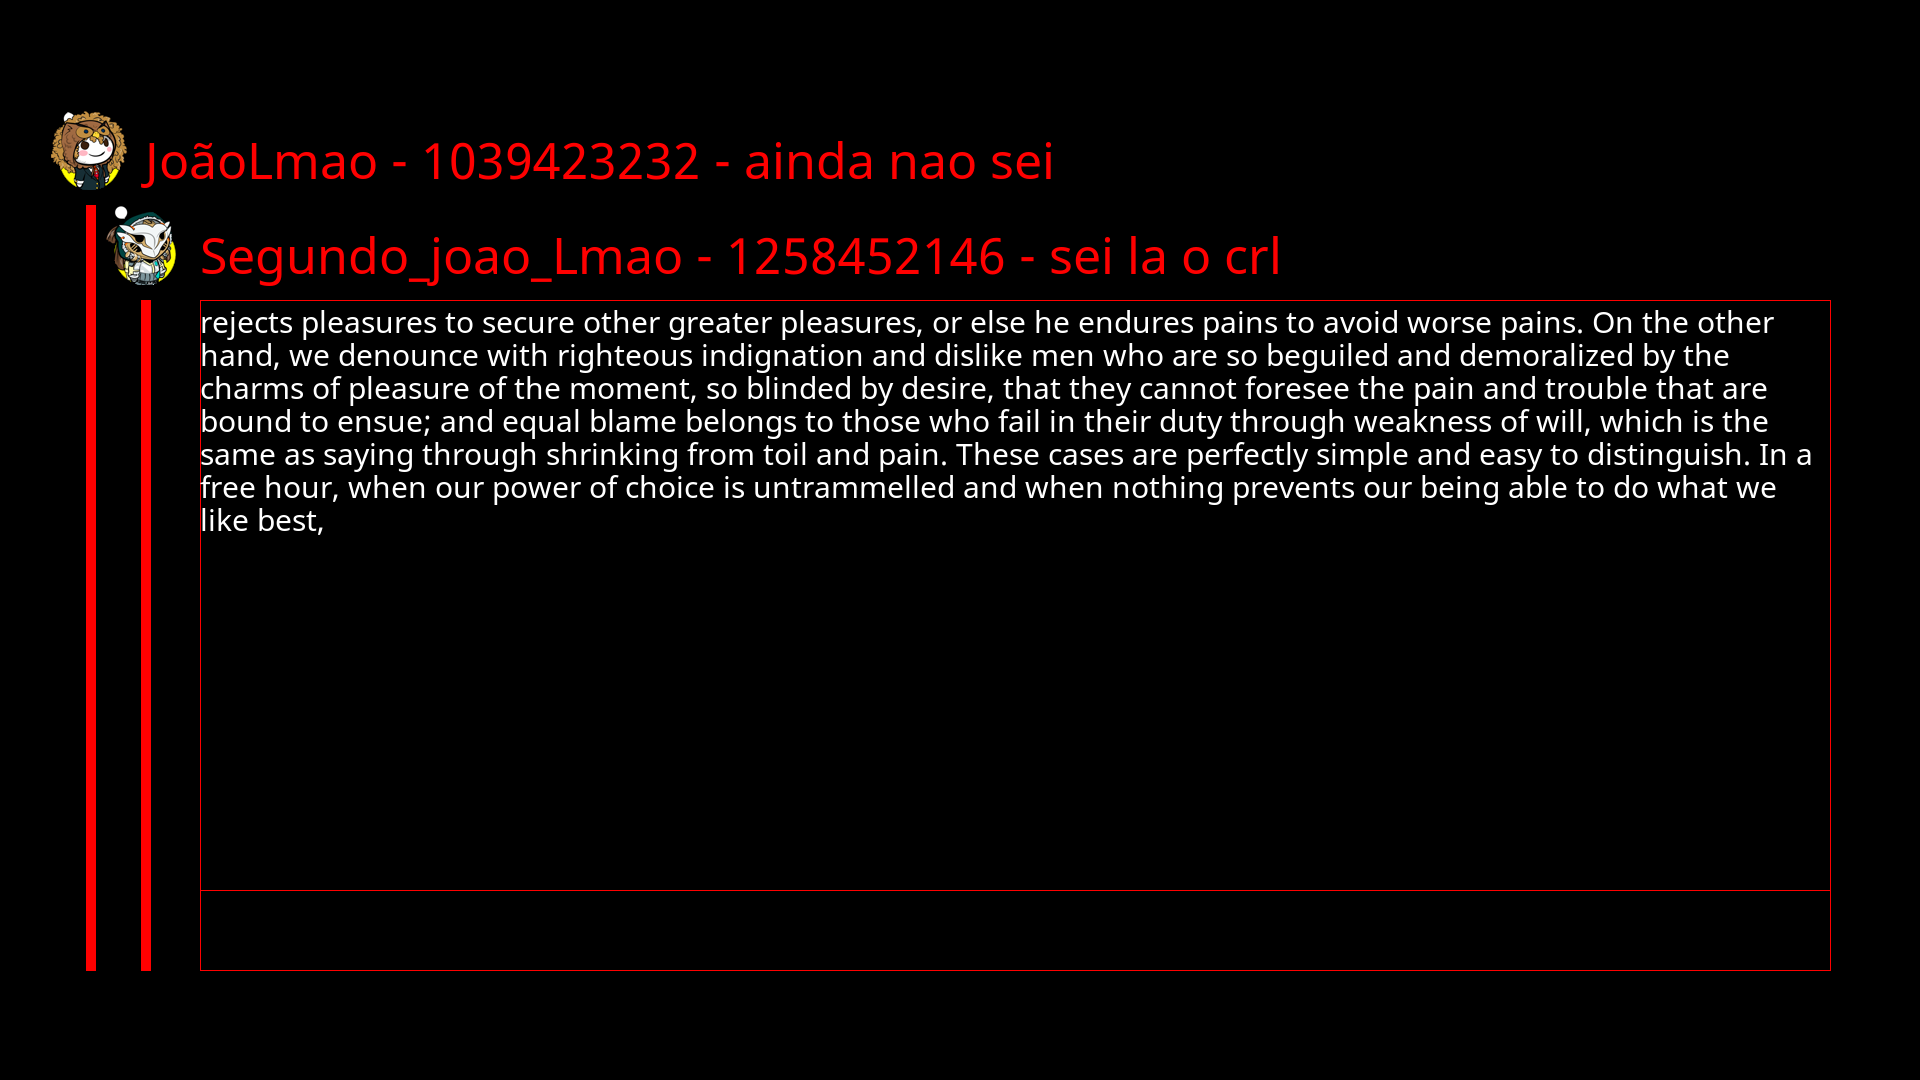 JoãoLmao - 1039423232 - ainda nao sei
Segundo_joao_Lmao - 1258452146 - sei la o crl
rejects pleasures to secure other greater pleasures, or else he endures pains to avoid worse pains. On the other
hand, we denounce with righteous indignation and dislike men who are so beguiled and demoralized by the
charms of pleasure of the moment, so blinded by desire, that they cannot foresee the pain and trouble that are
bound to ensue; and equal blame belongs to those who fail in their duty through weakness of will, which is the
same as saying through shrinking from toil and pain. These cases are perfectly simple and easy to distinguish. In a
free hour, when our power of choice is untrammelled and when nothing prevents our being able to do what we
like best,